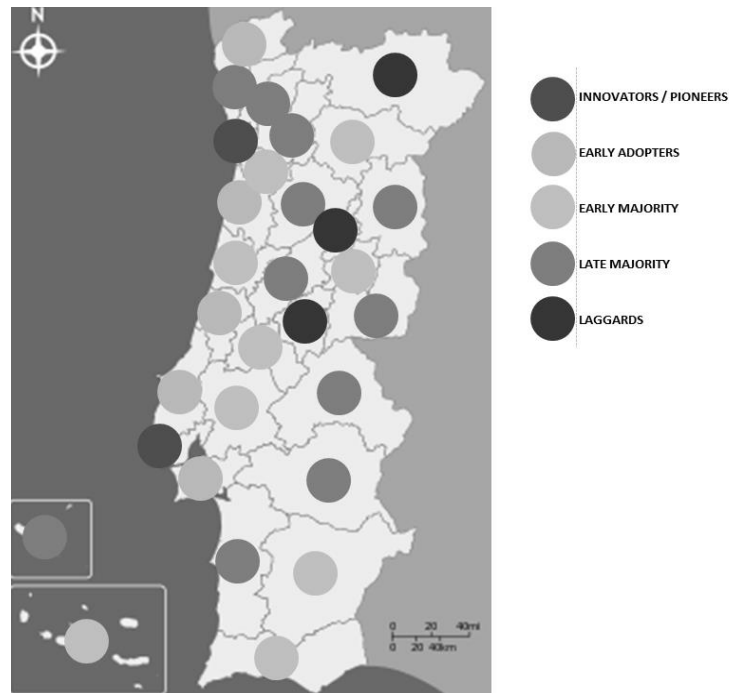 N
INNOVATORS / PIONEERS
EARLY ADOPTERS
EARLY MAJORITY
LATE MAJORITY
LAGGARDS
0 20 40mi
0 20 40km